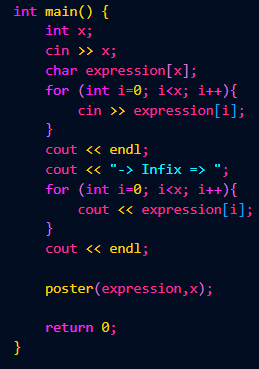 int main() {
    int x;
    cin >> x;
    char expression[x];
    for (int i=0; i<x; i++){
        cin >> expression[i];
    }
    cout << endl;
    cout << "-> Infix => ";
    for (int i=0; i<x; i++){
        cout << expression[i];
    }
    cout << endl;

    poster(expression,x);

    return 0;
}